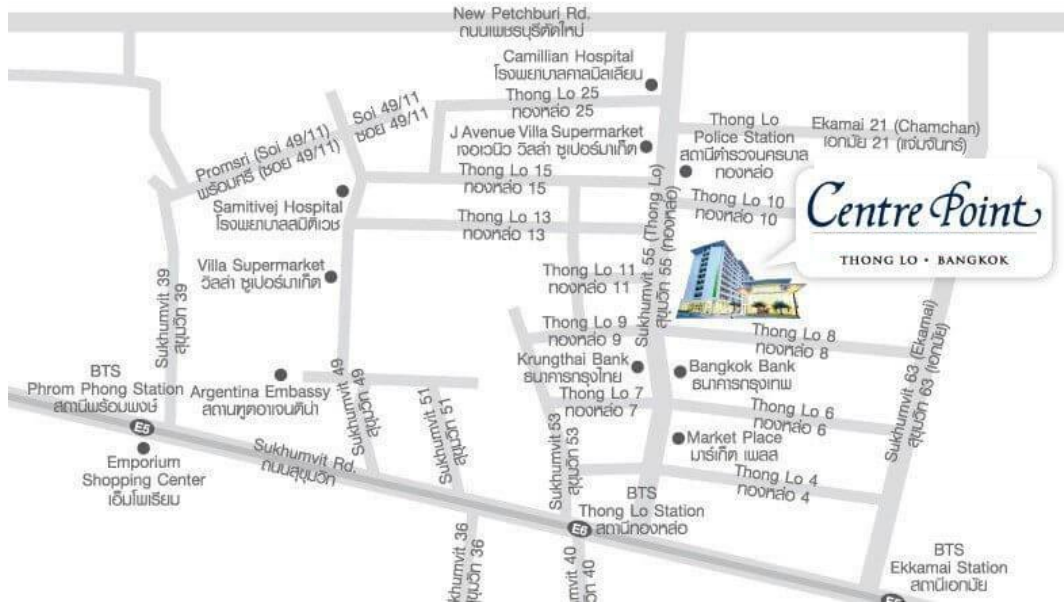 New Petchburi Rd.
ถนนเพชรบุรีตัดใหม่
Camillian Hospital
โรงพยาบาลคามิลเลียน
Thong Lo 25
ทองหล่อ 25
Soi 49/11
ซอย 49/11
Promsri (Soi 49/11)
พร้อมศรี (ซอย 49/11)
J Avenue Villa Supermarket
เจอเวนิว วิลล่า ซูเปอร์มาเก็ต
Thong Lo
Police Station
สถานีตำรวจนครบาล
ทองหล่อ
Ekamai 21 (Chamchan)
เอกมัย 21 (แจ่มจันทร์)
Thong Lo 15
ทองหล่อ 15
Samitivej Hospital
โรงพยาบาลสมิติเวช
Thong Lo 13
ทองหล่อ 13
Thong Lo 10
ทองหล่อ 10
Centre Point
THONG LO • BANGKOK
Villa Supermarket
วิลล่า ซูเปอร์มาเก็ต
Thong Lo 11
ทองหล่อ 11
Sukhumvit 55 (Thong Lo)
สุขุมวิท 55 (ทองหล่อ)
Sukhumvit 39
สุขุมวิท 39
Thong Lo 9
ทองหล่อ 9
Thong Lo 8
ทองหล่อ 8
Krungthai Bank
ธนาคารกรุงไทย
Bangkok Bank
ธนาคารกรุงเทพ
Sukhumvit 63 (Ekamai)
สุขุมวิท 63 (เอกมัย)
BTS
Phrom Phong Station
สถานีพร้อมพงษ์
Argentina Embassy
สถานฑูตอาเจนติน่า
Sukhumvit 49
สุขุมวิท 49
Sukhumvit 51
สุขุมวิท 51
Thong Lo 7
ทองหล่อ 7
Thong Lo 6
ทองหล่อ 6
E5
Sukhumvit Rd.
ถนนสุขุมวิท
Sukhumvit 53
สุขุมวิท 53
Market Place
มาร์เก็ต เพลส
Emporium
Shopping Center
เอ็มโพเรียม
Thong Lo 4
ทองหล่อ 4
BTS
Thong Lo Station
สถานีทองหล่อ
E6
36
36
40
40
BTS
Ekkamai Station
สถานีเอกมัย